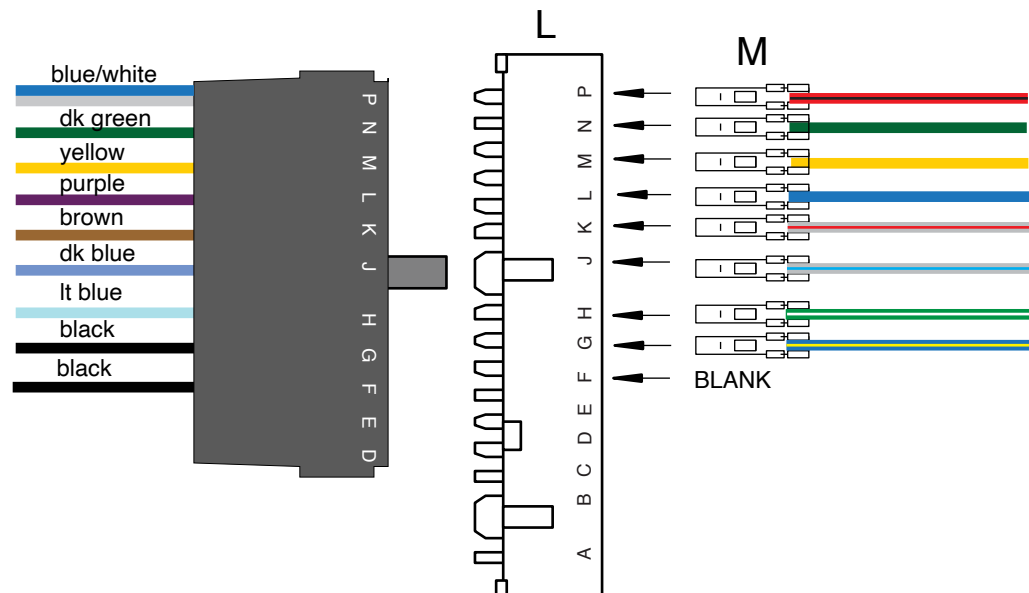 L
M
blue/white
dk green
yellow
purple
brown
dk blue
lt blue
black
black
P
N
M
L
K
J
H
G
F
E
D
P
N
M
L
K
J
H
G
F
E
D
C
B
A
BLANK